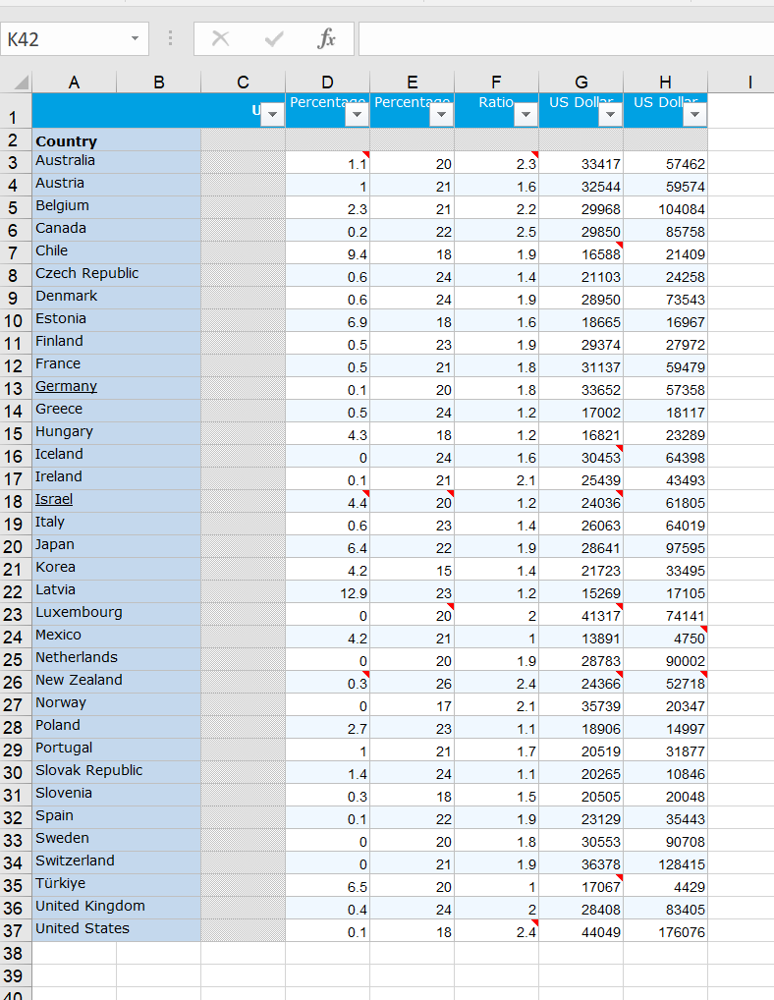 K42 fx
A B C D E F G H I
1 U Percentage Percentage Ratio US Dollar US Dollar
2 Country
3 Australia 1.1 20 2.3 33417 57462
4 Austria 1 21 1.6 32544 59574
5 Belgium 2.3 21 2.2 29968 104084
6 Canada 0.2 22 2.5 29850 85758
7 Chile 9.4 18 1.9 16588 21409
8 Czech Republic 0.6 24 1.4 21103 24258
9 Denmark 0.6 24 1.9 28950 73543
10 Estonia 6.9 18 1.6 18665 16967
11 Finland 0.5 23 1.9 29374 27972
12 France 0.5 21 1.8 31137 59479
13 Germany 0.1 20 1.8 33652 57358
14 Greece 0.5 24 1.2 17002 18117
15 Hungary 4.3 18 1.2 16821 23289
16 Iceland 0 24 1.6 30453 64398
17 Ireland 0.1 21 2.1 25439 43493
18 Israel 4.4 20 1.2 24036 61805
19 Italy 0.6 23 1.4 26063 64019
20 Japan 6.4 22 1.9 28641 97595
21 Korea 4.2 15 1.4 21723 33495
22 Latvia 12.9 23 1.2 15269 17105
23 Luxembourg 0 20 2 41317 74141
24 Mexico 4.2 21 1 13891 4750
25 Netherlands 0 20 1.9 28783 90002
26 New Zealand 0.3 26 2.4 24366 52718
27 Norway 0 17 2.1 35739 20347
28 Poland 2.7 23 1.1 18906 14997
29 Portugal 1 21 1.7 20519 31877
30 Slovak Republic 1.4 24 1.1 20265 10846
31 Slovenia 0.3 18 1.5 20505 20048
32 Spain 0.1 22 1.9 23129 35443
33 Sweden 0 20 1.8 30553 90708
34 Switzerland 0 21 1.9 36378 128415
35 Türkiye 6.5 20 1 17067 4429
36 United Kingdom 0.4 24 2 28408 83405
37 United States 0.1 18 2.4 44049 176076
38
39
40